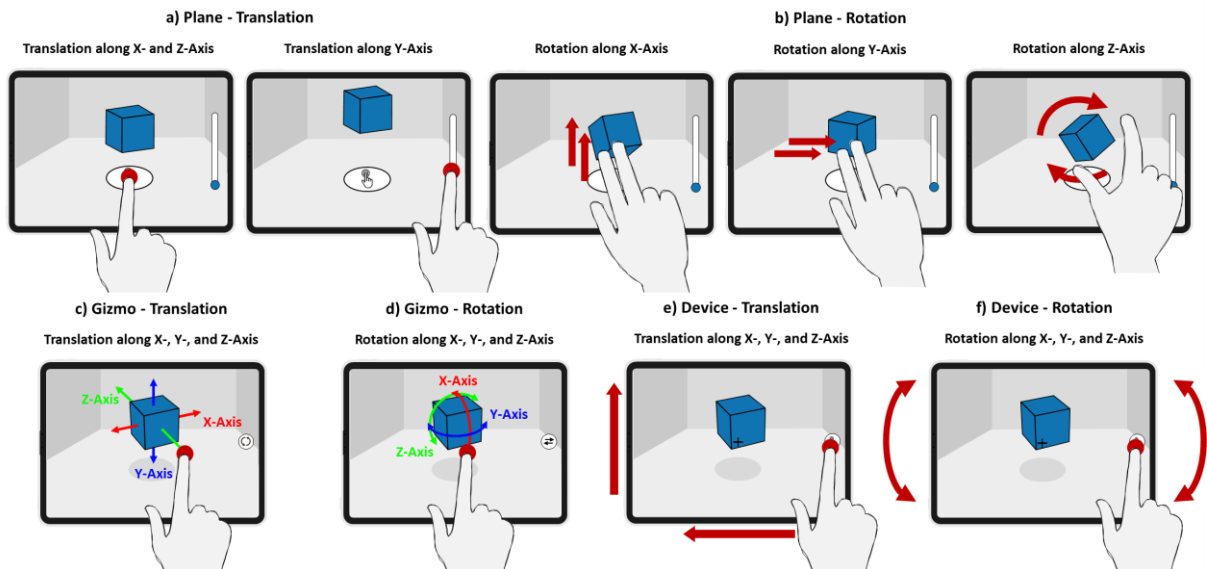 a) Plane - Translation
b) Plane - Rotation
Translation along X- and Z-Axis
Translation along Y-Axis
Rotation along X-Axis
Rotation along Y-Axis
Rotation along Z-Axis
c) Gizmo - Translation
d) Gizmo - Rotation
e) Device - Translation
f) Device - Rotation
Translation along X-, Y-, and Z-Axis
Rotation along X-, Y-, and Z-Axis
Translation along X-, Y-, and Z-Axis
Rotation along X-, Y-, and Z-Axis
Z-Axis
X-Axis
Y-Axis
X-Axis
Y-Axis
Z-Axis